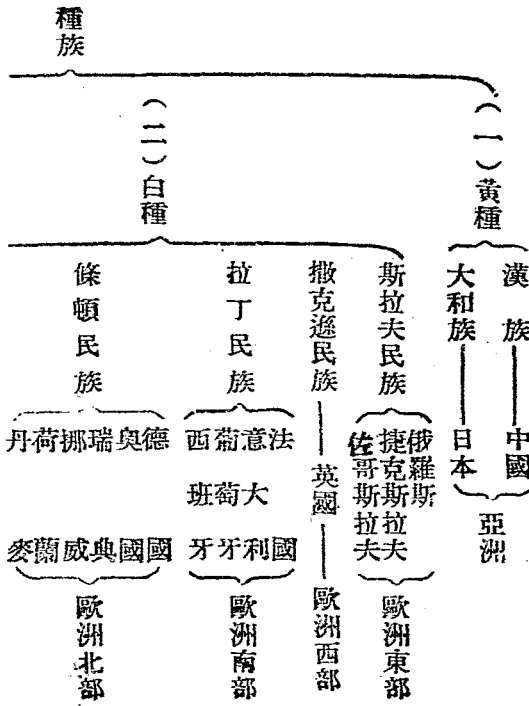 種族
（一）黃種
漢族
中國
大和族
日本
亞洲
（二）白種
斯拉夫民族
俄羅斯
捷克斯拉夫
佐哥斯拉夫
歐洲東部
撒克遜民族
英國
歐洲西部
拉丁民族
法國
意大利
葡萄牙
西班牙
歐洲南部
條頓民族
德國
奧國
瑞典
挪威
荷蘭
丹麥
歐洲北部